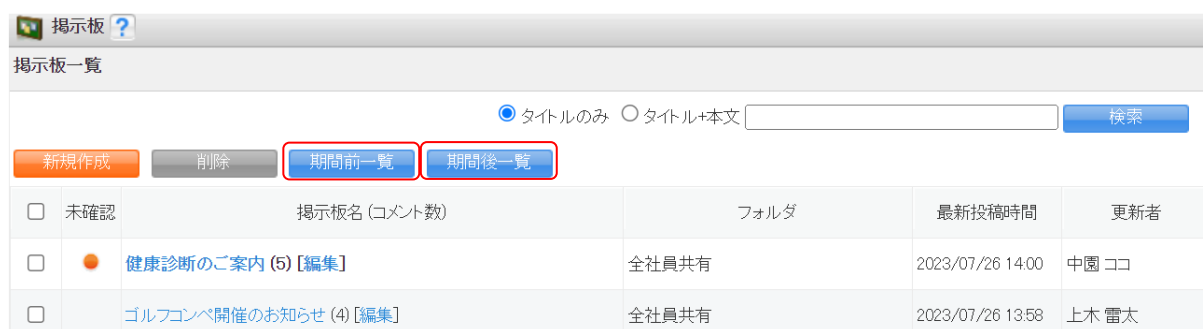 掲示板 ?
掲示板一覧
タイトルのみ タイトル+本文 検索
新規作成 削除 期間前一覧 期間後一覧
未確認 掲示板名 (コメント数) フォルダ 最新投稿時間 更新者
健康診断のご案内 (5) [編集] 全社員共有 2023/07/26 14:00 中園 ココ
ゴルフコンペ開催のお知らせ (4) [編集] 全社員共有 2023/07/26 13:58 上木 雷太